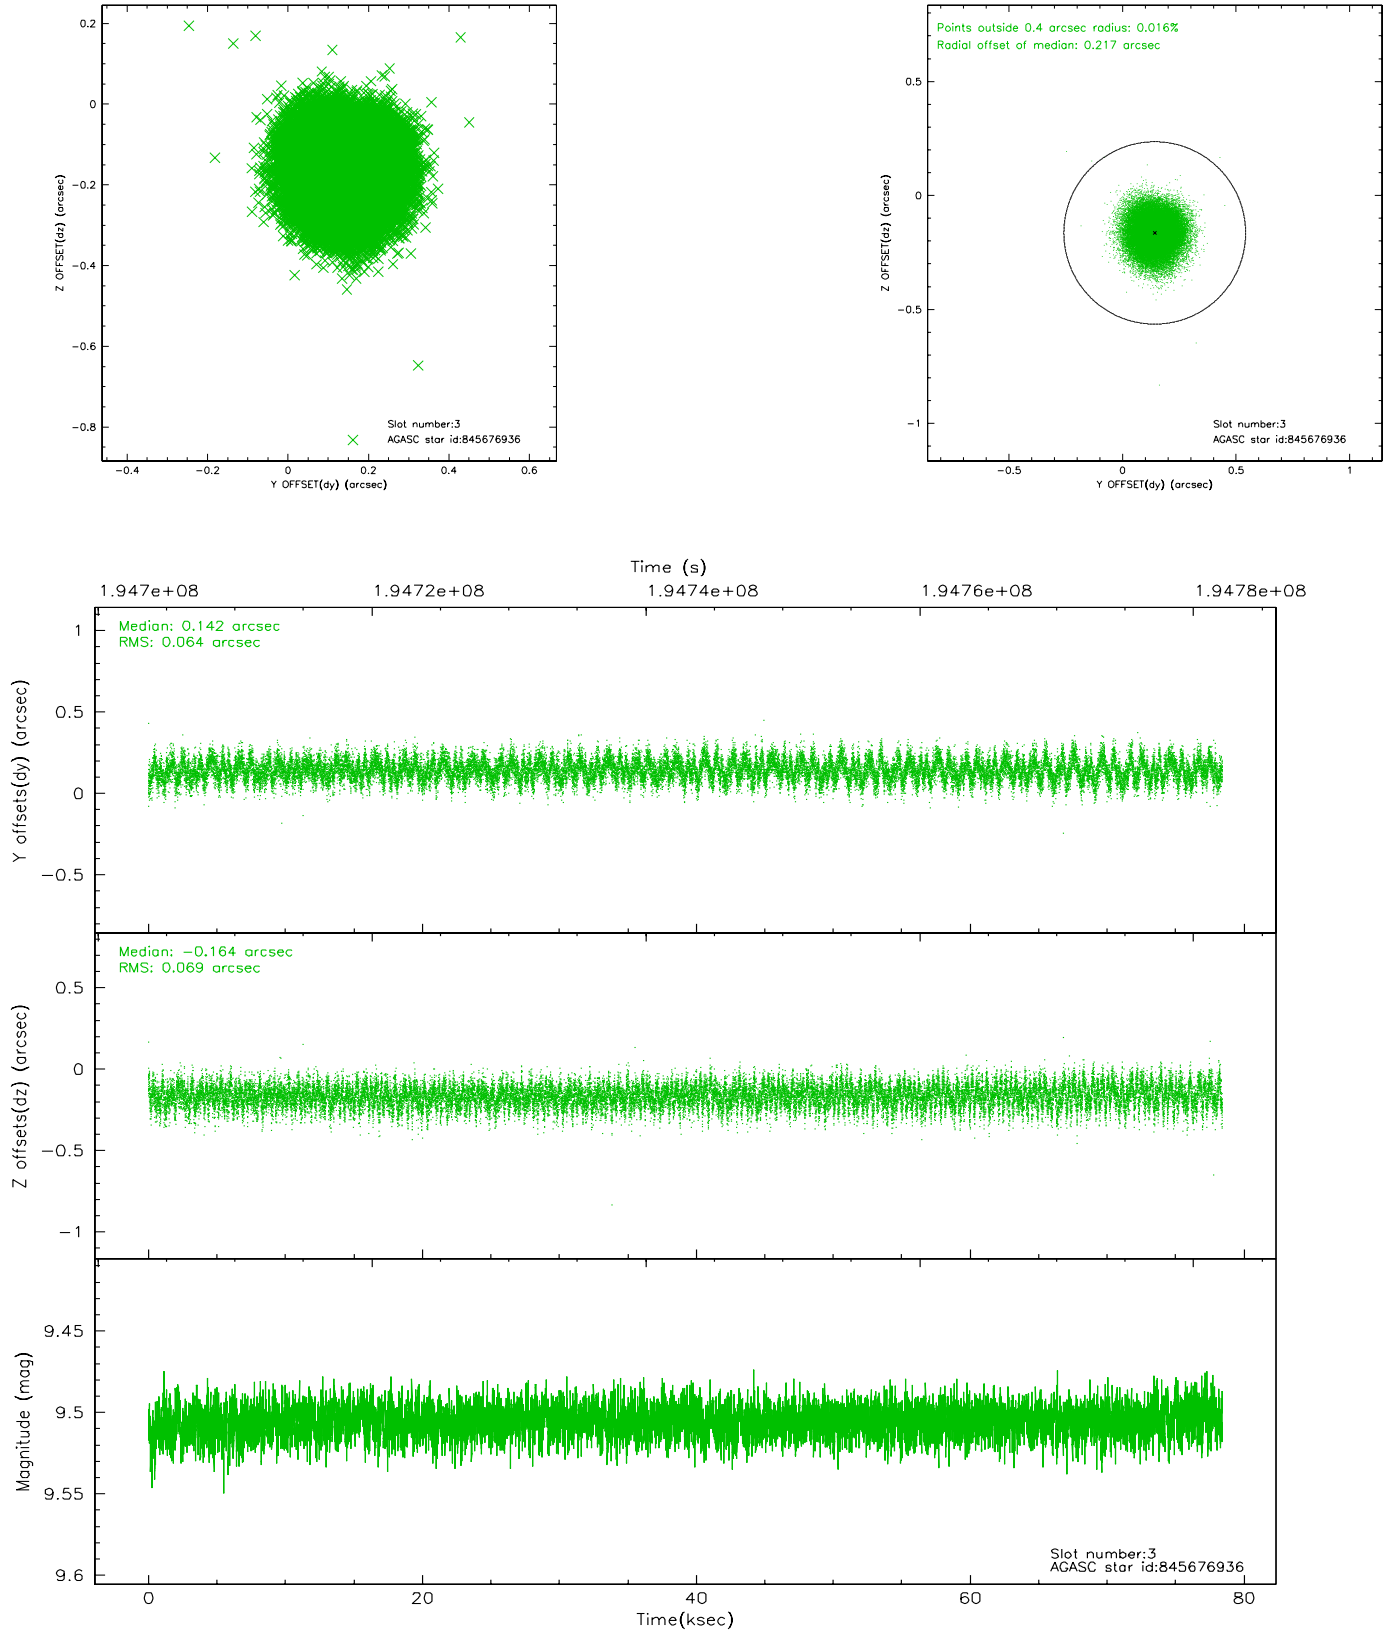 0.2
0
−0.2
−0.4
−0.6
−0.8
Z OFFSET(dz) (arcsec)
Slot number:3
AGASC star id:845676936
−0.4 −0.2 0 0.2 0.4 0.6
Y OFFSET(dy) (arcsec)
Points outside 0.4 arcsec radius: 0.016%
Radial offset of median: 0.217 arcsec
0.5
0
−0.5
−1
Z OFFSET(dz) (arcsec)
Slot number:3
AGASC star id:845676936
−0.5 0 0.5 1
Y OFFSET(dy) (arcsec)
Time (s)
1.947e+08 1.9472e+08 1.9474e+08 1.9476e+08 1.9478e+08
Median: 0.142 arcsec
RMS: 0.064 arcsec
1
0.5
0
−0.5
Y offsets(dy) (arcsec)
Median: −0.164 arcsec
RMS: 0.069 arcsec
0.5
0
−0.5
−1
Z offsets(dz) (arcsec)
9.45
9.5
9.55
9.6
Magnitude (mag)
Slot number:3
AGASC star id:845676936
0 20 40 60 80
Time(ksec)